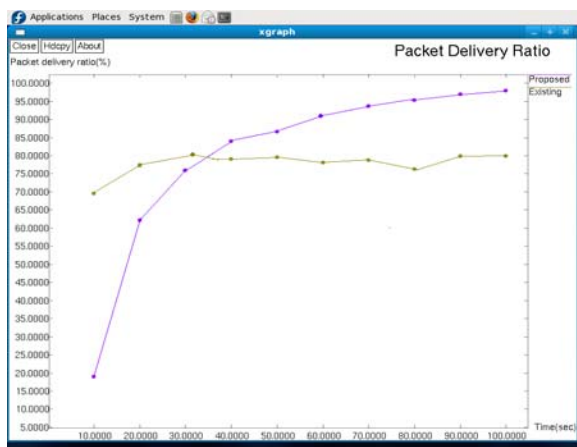 Applications Places System
xgraph
Close Hdcpy About
Packet Delivery Ratio
Packet delivery ratio(%)
Proposed
Existing
100.0000
95.0000
90.0000
85.0000
80.0000
75.0000
70.0000
65.0000
60.0000
55.0000
50.0000
45.0000
40.0000
35.0000
30.0000
25.0000
20.0000
15.0000
10.0000
5.0000
Time(sec)
10.0000 20.0000 30.0000 40.0000 50.0000 60.0000 70.0000 80.0000 90.0000 100.0000